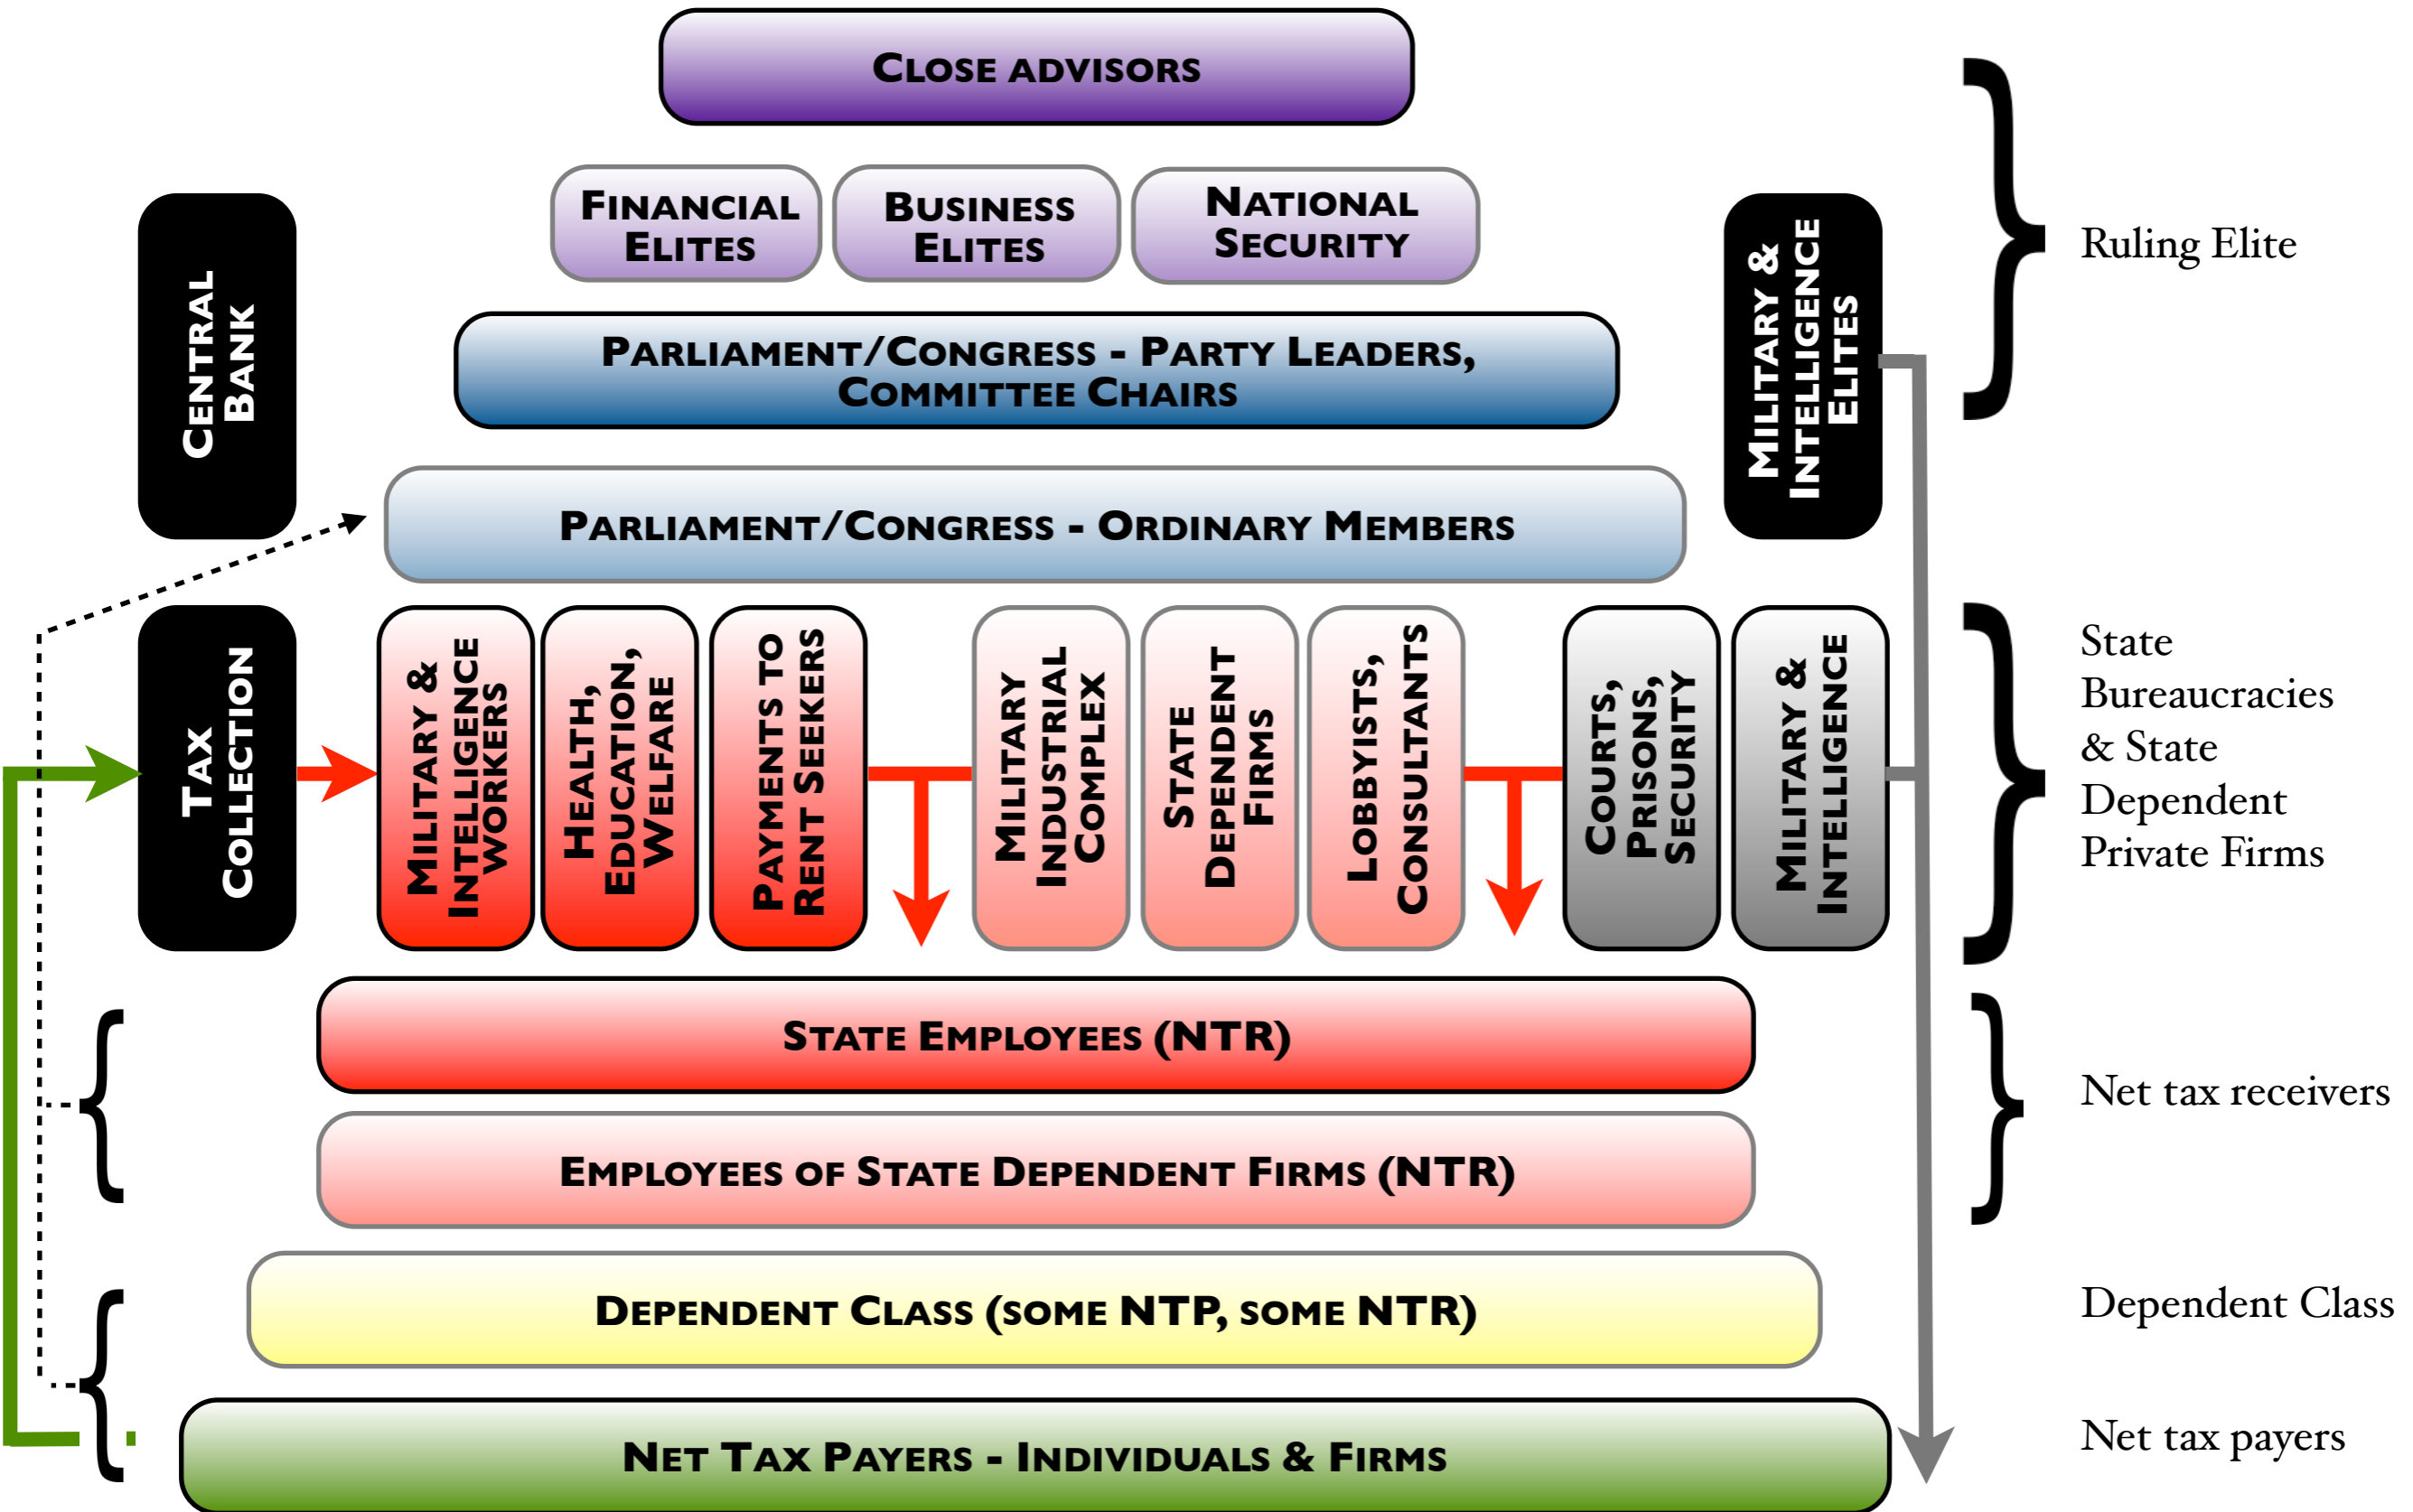 CLOSE ADVISORS
FINANCIAL
ELITES
BUSINESS
ELITES
NATIONAL
SECURITY
CENTRAL
BANK
MILITARY &
INTELLIGENCE
ELITES
Ruling Elite
PARLIAMENT/CONGRESS - PARTY LEADERS,
COMMITTEE CHAIRS
PARLIAMENT/CONGRESS - ORDINARY MEMBERS
TAX
COLLECTION
MILITARY &
INTELLIGENCE
WORKERS
HEALTH,
EDUCATION,
WELFARE
PAYMENTS TO
RENT SEEKERS
MILITARY
INDUSTRIAL
COMPLEX
STATE
DEPENDENT
FIRMS
LOBBYISTS,
CONSULTANTS
COURTS,
PRISONS,
SECURITY
MILITARY &
INTELLIGENCE
State
Bureaucracies
& State
Dependent
Private Firms
STATE EMPLOYEES (NTR)
EMPLOYEES OF STATE DEPENDENT FIRMS (NTR)
Net tax receivers
DEPENDENT CLASS (SOME NTP, SOME NTR)
Dependent Class
NET TAX PAYERS - INDIVIDUALS & FIRMS
Net tax payers